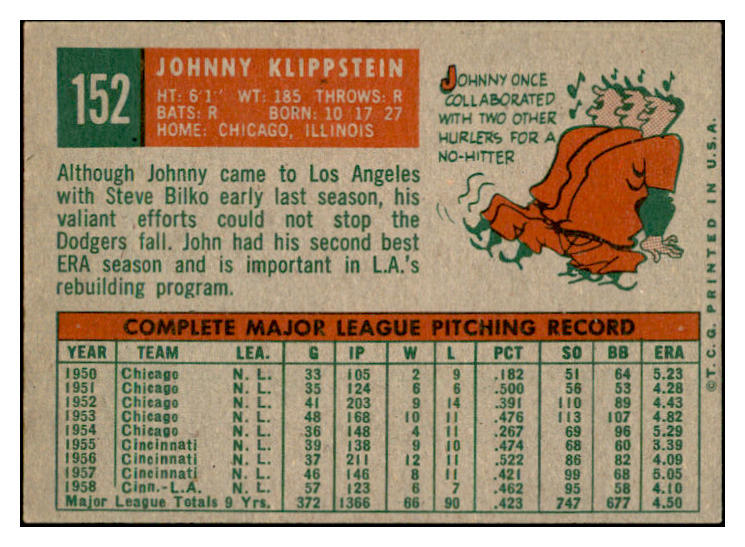 152
JOHNNY KLIPPSTEIN
HT: 6'1" WT: 185 THROWS: R
BATS: R BORN: 10 17 27
HOME: CHICAGO, ILLINOIS
JOHNNY ONCE
COLLABORATED
WITH TWO OTHER
HURLERS FOR A
NO-HITTER
Although Johnny came to Los Angeles
with Steve Bilko early last season, his
valiant efforts could not stop the
Dodgers fall. John had his second best
ERA season and is important in L.A.'s
rebuilding program.
COMPLETE MAJOR LEAGUE PITCHING RECORD
YEAR TEAM LEA. G IP W L PCT SO BB ERA
1950 Chicago N. L. 33 105 2 9 .182 51 64 5.23
1951 Chicago N. L. 35 124 6 6 .500 56 53 4.28
1952 Chicago N. L. 41 203 9 14 .391 110 89 4.43
1953 Chicago N. L. 48 168 10 11 .476 113 107 4.82
1954 Chicago N. L. 36 148 4 11 .267 69 96 5.29
1955 Cincinnati N. L. 39 138 9 10 .474 68 60 3.39
1956 Cincinnati N. L. 37 211 12 11 .522 86 82 4.09
1957 Cincinnati N. L. 46 146 8 11 .421 99 68 5.05
1958 Cinn.-L.A. N. L. 57 123 6 7 .462 95 58 4.10
Major League Totals 9 Yrs. 372 1366 66 90 .423 747 677 4.50
©T. C. G. PRINTED IN U.S.A.